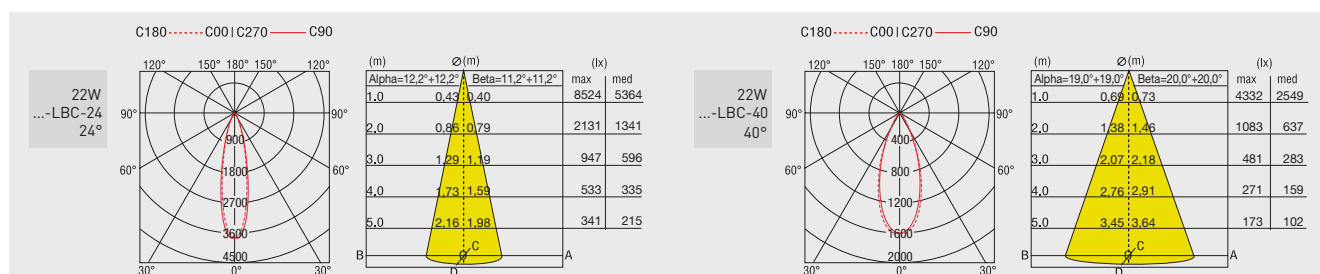 C180 C00 | C270 C90
22W
...-LBC-24
24°
120° 150° 180° 150° 120°
90° 90°
900
1800
60° 60°
2700
3600
4500
30° 0° 30°
(m) Ø (m) (lx)
Alpha=12,2°+12,2° Beta=11,2°+11,2° max med
1.0 0,43 0,40 8524 5364
2.0 0,86 0,79 2131 1341
3.0 1,29 1,19 947 596
4.0 1,73 1,59 533 335
5.0 2,16 1,98 341 215
C
B A
D
C180 C00 | C270 C90
22W
...-LBC-40
40°
120° 150° 180° 150° 120°
90° 90°
400
800
60° 60°
1200
1600
2000
30° 0° 30°
(m) Ø (m) (lx)
Alpha=19,0°+19,0° Beta=20,0°+20,0° max med
1.0 0,69 0,73 4332 2549
2.0 1,38 1,46 1083 637
3.0 2,07 2,18 481 283
4.0 2,76 2,91 271 159
5.0 3,45 3,64 173 102
C
B A
D